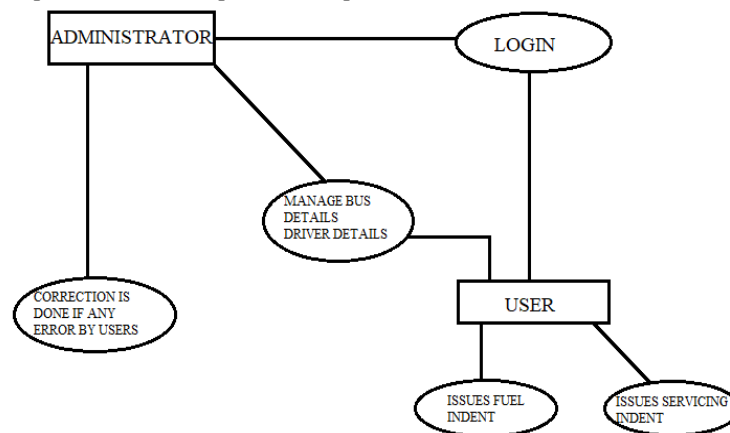 ADMINISTRATOR
LOGIN
MANAGE BUS
DETAILS
DRIVER DETAILS
CORRECTION IS
DONE IF ANY
ERROR BY USERS
USER
ISSUES FUEL
INDENT
ISSUES SERVICING
INDENT